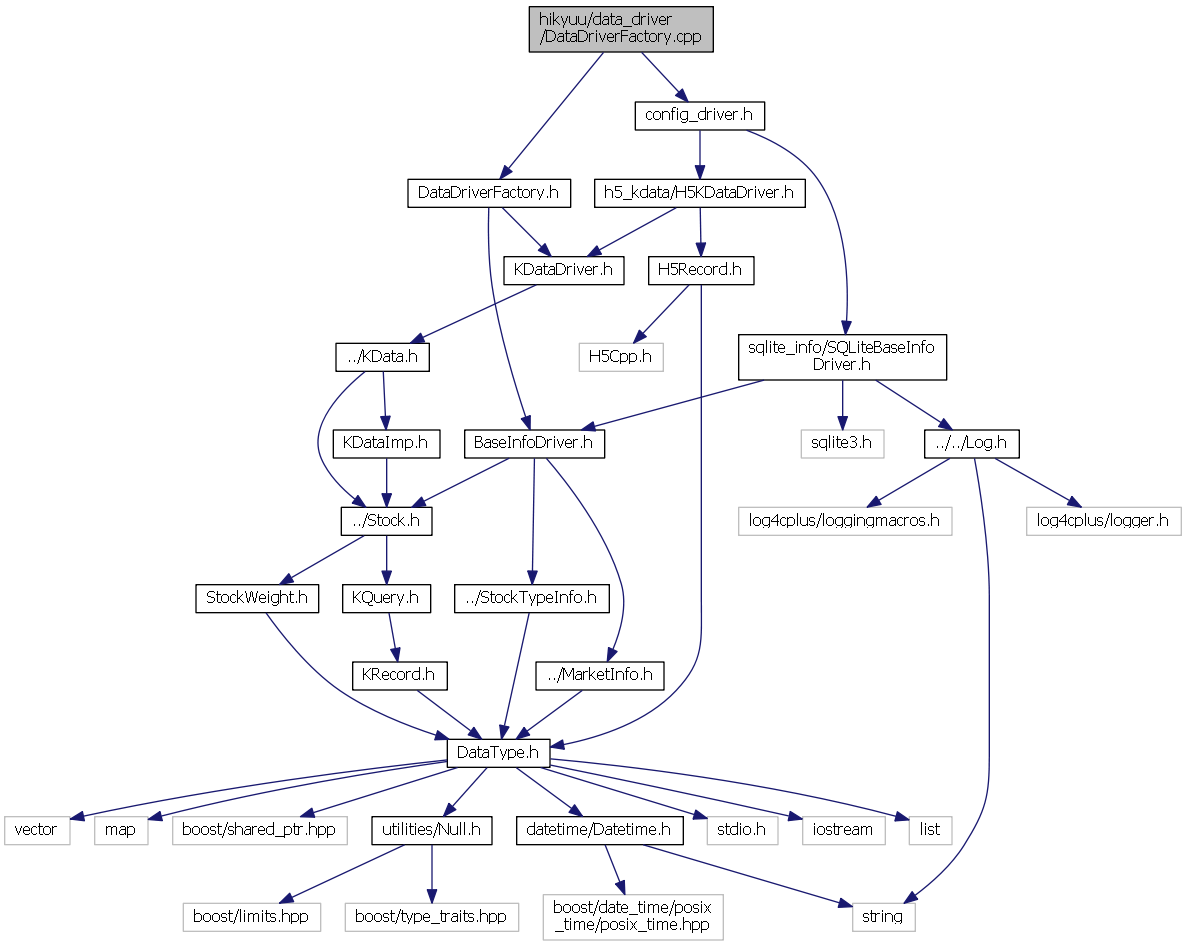 hikyuu/data_driver
/DataDriverFactory.cpp
config_driver.h
DataDriverFactory.h
h5_kdata/H5KDataDriver.h
KDataDriver.h
H5Record.h
../KData.h
H5Cpp.h
sqlite_info/SQLiteBaseInfo
Driver.h
KDataImp.h
BaseInfoDriver.h
sqlite3.h
../../Log.h
../Stock.h
log4cplus/loggingmacros.h
log4cplus/logger.h
StockWeight.h
KQuery.h
../StockTypeInfo.h
KRecord.h
../MarketInfo.h
DataType.h
vector
map
boost/shared_ptr.hpp
utilities/Null.h
datetime/Datetime.h
stdio.h
iostream
list
boost/limits.hpp
boost/type_traits.hpp
boost/date_time/posix
_time/posix_time.hpp
string